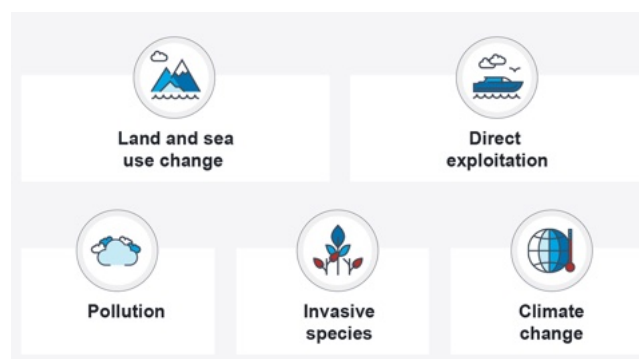 Land and sea
use change
Direct
exploitation
Pollution
Invasive
species
Climate
change